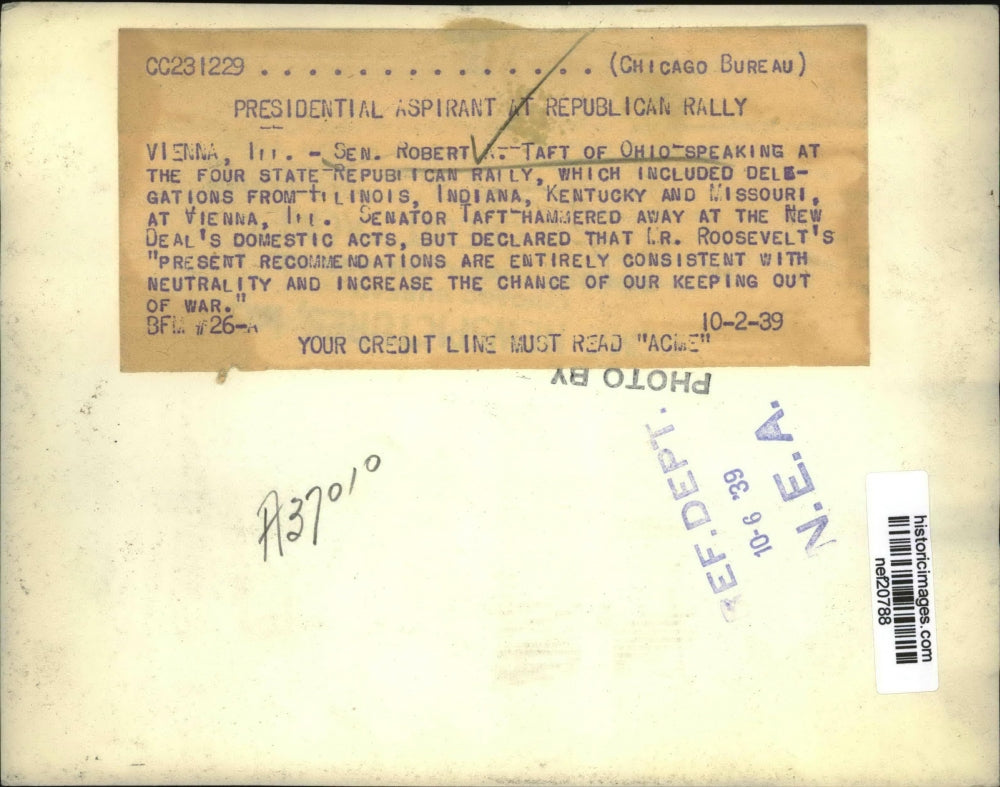 CC231229 . . . . . . . . . . . . . . . (CHICAGO BUREAU)
PRESIDENTIAL ASPIRANT AT REPUBLICAN RALLY
VIENNA, ILL. - SEN. ROBERT A. TAFT OF OHIO SPEAKING AT
THE FOUR STATE REPUBLICAN RALLY, WHICH INCLUDED DELE-
GATIONS FROM ILLINOIS, INDIANA, KENTUCKY AND MISSOURI,
AT VIENNA, ILL. SENATOR TAFT HAMMERED AWAY AT THE NEW
DEAL'S DOMESTIC ACTS, BUT DECLARED THAT MR. ROOSEVELT'S
"PRESENT RECOMMENDATIONS ARE ENTIRELY CONSISTENT WITH
NEUTRALITY AND INCREASE THE CHANCE OF OUR KEEPING OUT
OF WAR."
BFM #26-A 10-2-39
YOUR CREDIT LINE MUST READ "ACME"
PHOTO BY
REF. DEPT.
10-6 '39
N.E.A.
A37010
historicimages.com
nef20788